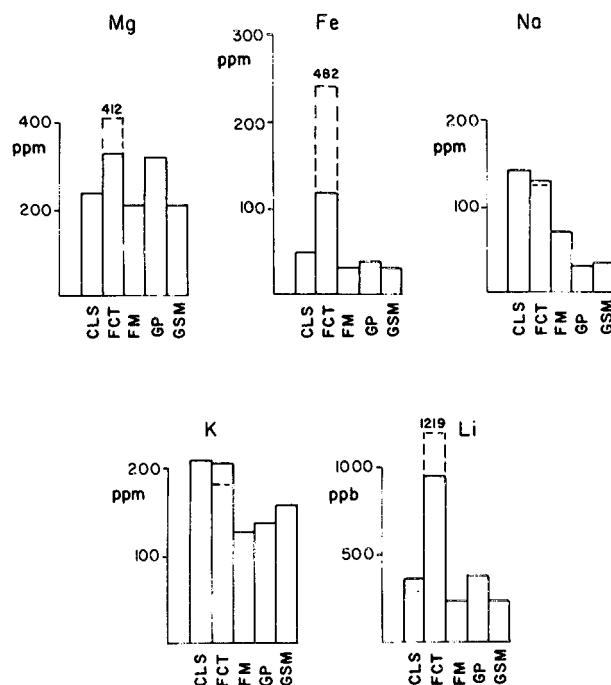 Mg
412
400
ppm
200
CLS
FCT
FM
GP
GSM
Fe
300
ppm
482
200
100
CLS
FCT
FM
GP
GSM
Na
200
ppm
100
CLS
FCT
FM
GP
GSM
K
200
ppm
100
CLS
FCT
FM
GP
GSM
Li
1219
1000
ppb
500
CLS
FCT
FM
GP
GSM